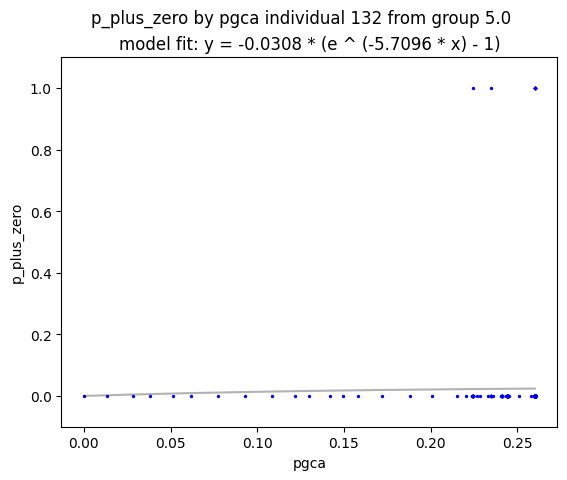 p_plus_zero by pgca individual 132 from group 5.0
model fit: y = -0.0308 * (e ^ (-5.7096 * x) - 1)
1.0
0.8
0.6
0.4
0.2
0.0
p_plus_zero
0.00 0.05 0.10 0.15 0.20 0.25
pgca